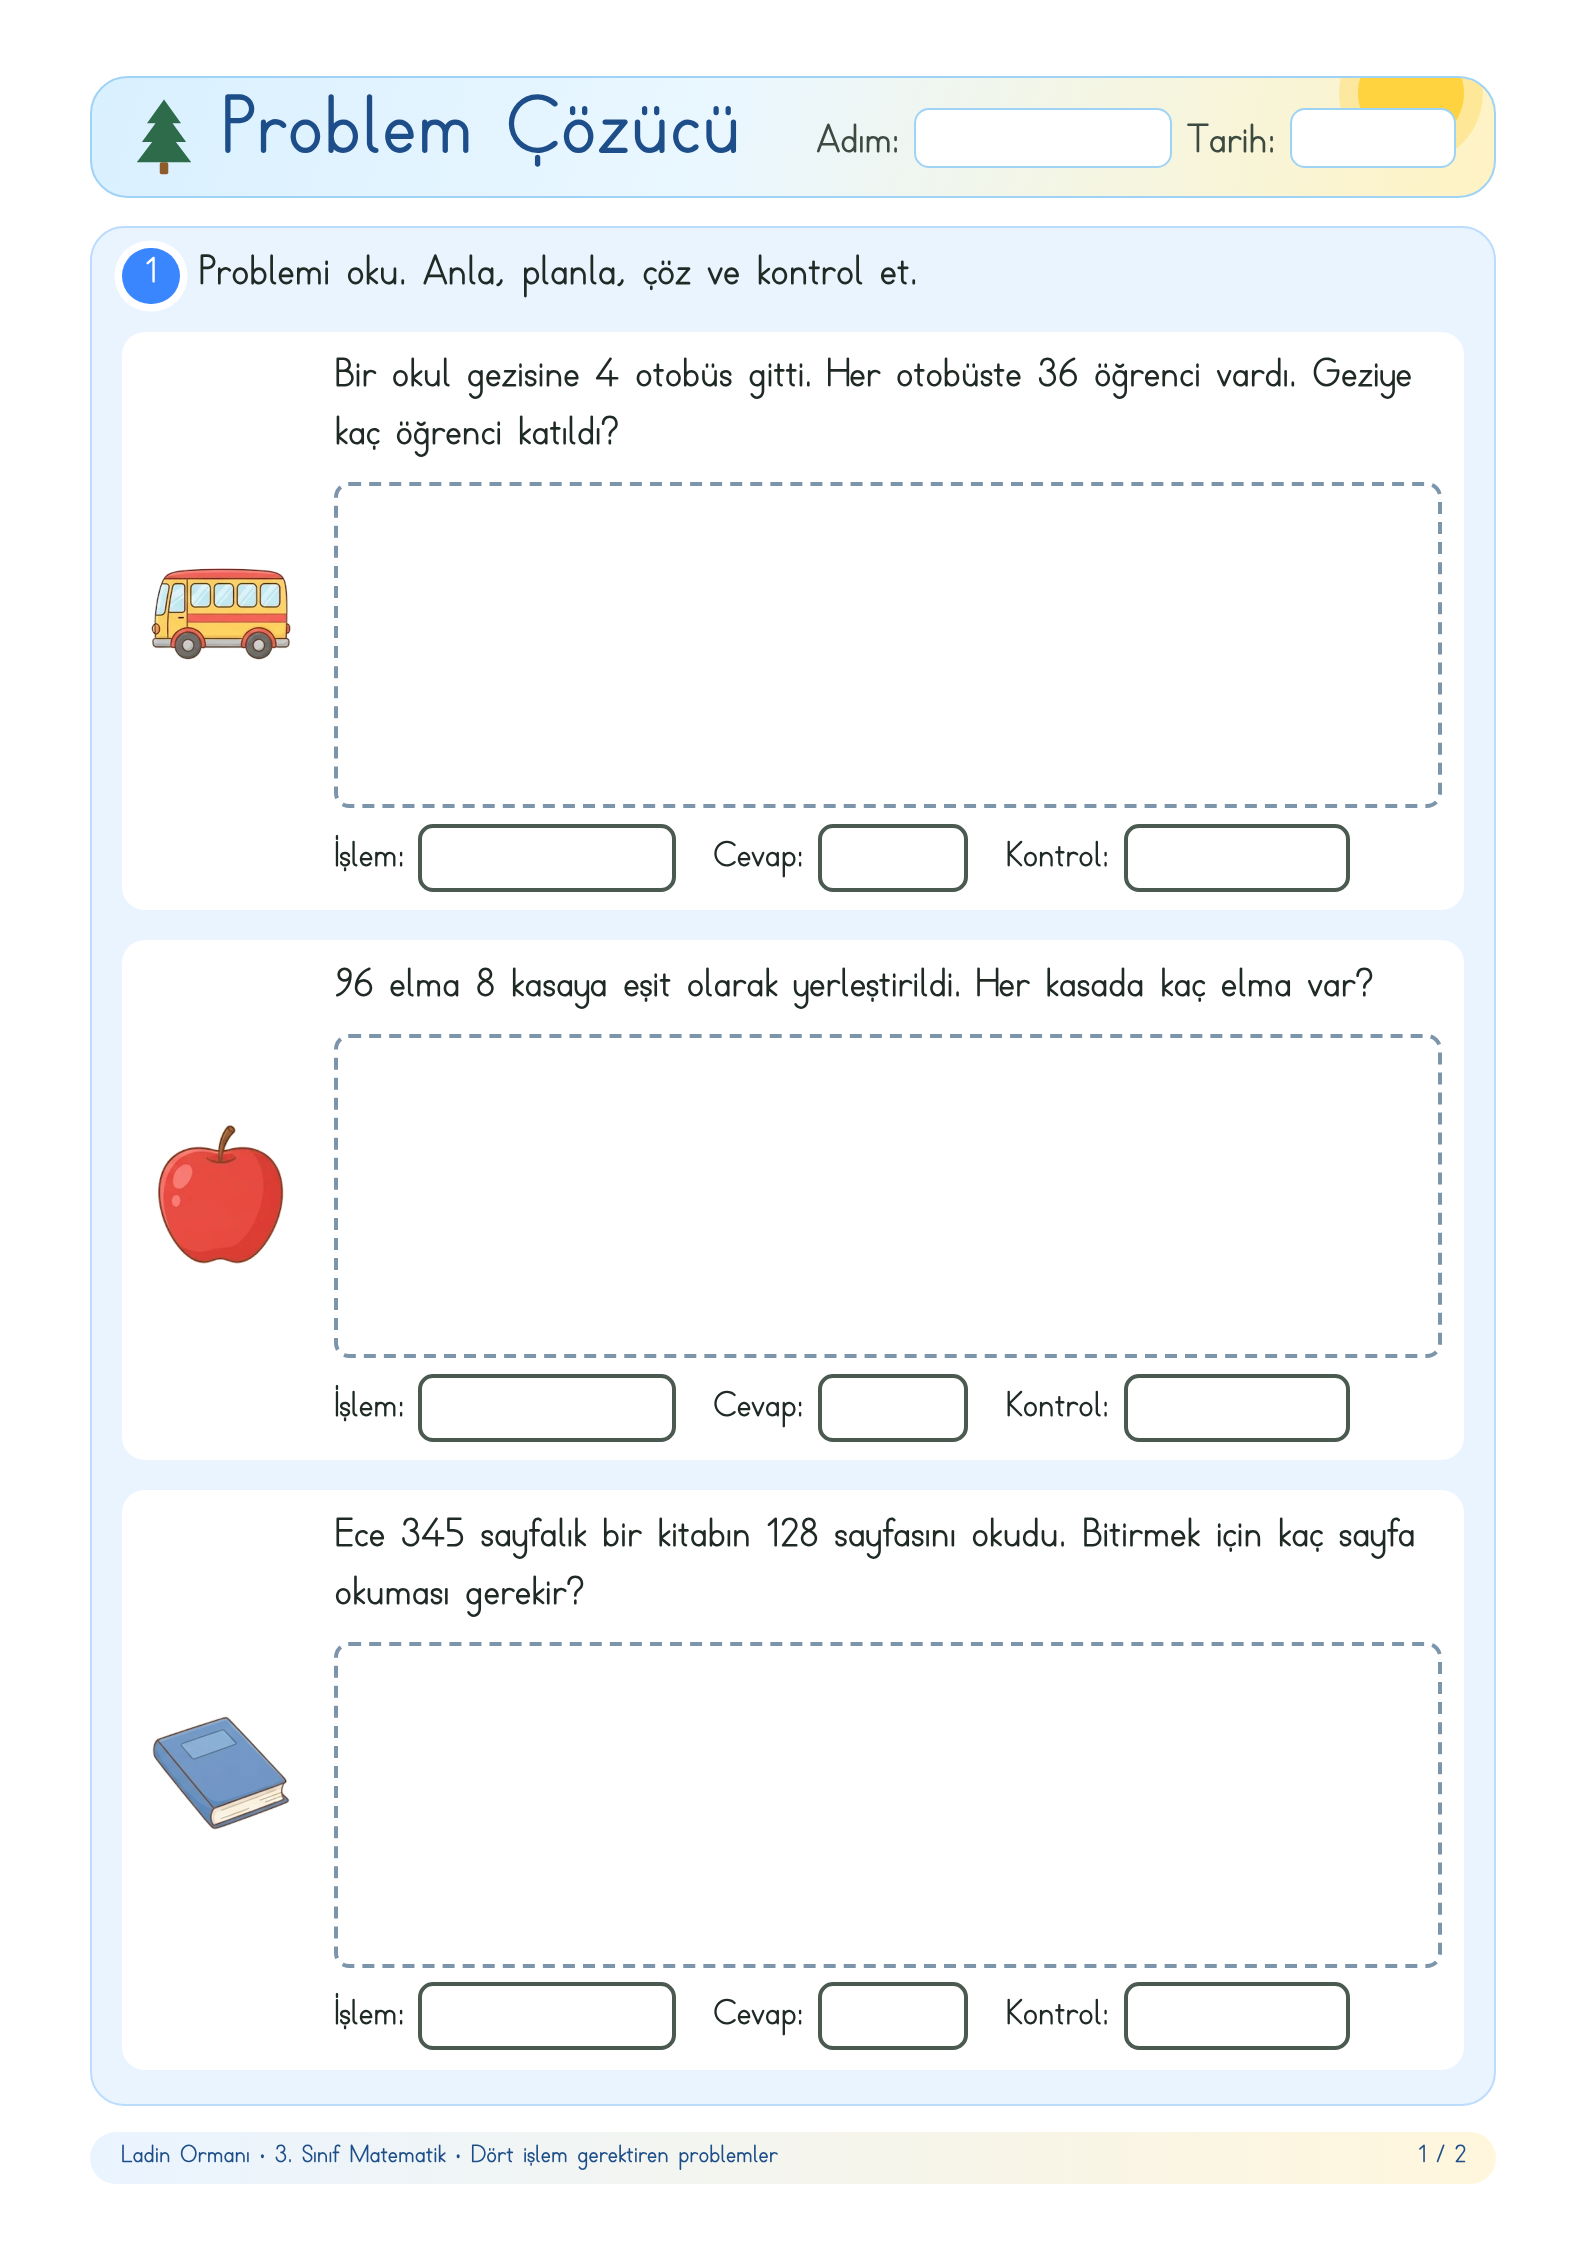 Problem Çözücü
Adım:
Tarih:
1 Problemi oku. Anla, planla, çöz ve kontrol et.
Bir okul gezisine 4 otobüs gitti. Her otobüste 36 öğrenci vardı. Geziye
kaç öğrenci katıldı?
İşlem:
Cevap:
Kontrol:
96 elma 8 kasaya eşit olarak yerleştirildi. Her kasada kaç elma var?
İşlem:
Cevap:
Kontrol:
Ece 345 sayfalık bir kitabın 128 sayfasını okudu. Bitirmek için kaç sayfa
okuması gerekir?
İşlem:
Cevap:
Kontrol:
Ladin Ormanı • 3. Sınıf Matematik • Dört işlem gerektiren problemler
1 / 2